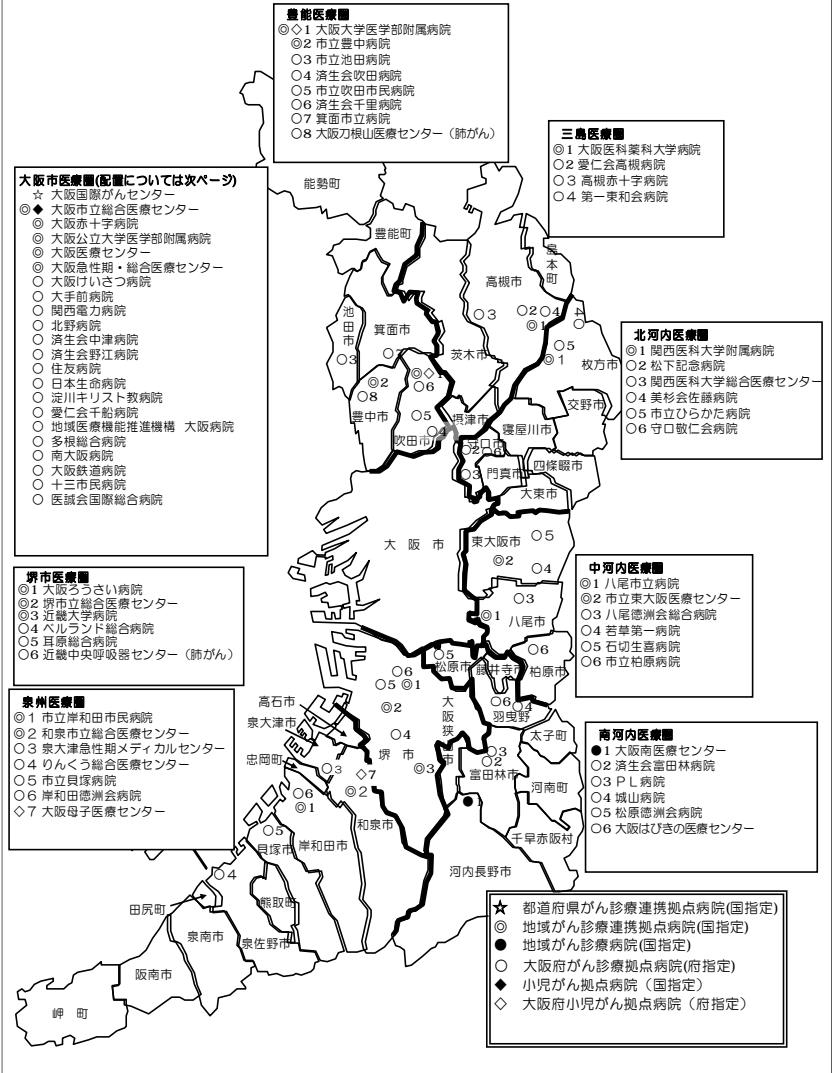 豊能医療圏
◎◇1 大阪大学医学部附属病院
◎2 市立豊中病院
○3 市立池田病院
○4 済生会吹田病院
○5 市立吹田市民病院
○6 済生会千里病院
○7 箕面市立病院
○8 大阪刀根山医療センター（肺がん）
三島医療圏
◎1 大阪医科薬科大学病院
○2 愛仁会高槻病院
○3 高槻赤十字病院
○4 第一東和会病院
大阪市医療圏(配置については次ページ)
☆ 大阪国際がんセンター
◎◆ 大阪市立総合医療センター
◎ 大阪赤十字病院
◎ 大阪公立大学医学部附属病院
◎ 大阪医療センター
◎ 大阪急性期・総合医療センター
○ 大阪けいさつ病院
○ 大手前病院
○ 関西電力病院
○ 北野病院
○ 済生会中津病院
○ 済生会野江病院
○ 住友病院
○ 日本生命病院
○ 淀川キリスト教病院
○ 愛仁会千船病院
○ 地域医療機能推進機構 大阪病院
○ 多根総合病院
○ 南大阪病院
○ 大阪鉄道病院
○ 十三市民病院
○ 医誠会国際総合病院
北河内医療圏
◎1 関西医科大学附属病院
○2 松下記念病院
○3 関西医科大学総合医療センター
○4 美杉会佐藤病院
○5 市立ひらかた病院
○6 守口敬仁会病院
能勢町
豊能町
島本町
高槻市
池田市
箕面市
茨木市
枚方市
交野市
豊中市
吹田市
摂津市
寝屋川市
守口市
門真市
四條畷市
大東市
大阪市
東大阪市
八尾市
松原市
藤井寺市
柏原市
羽曳野
大阪狭山市
太子町
富田林市
河南町
千早赤阪村
河内長野市
堺市
高石市
泉大津市
忠岡町
和泉市
岸和田市
貝塚市
熊取町
泉佐野市
田尻町
泉南市
阪南市
岬町
○3
○7
◎◇1
○6
◎2
○8
○5
○4
○3
○2 ○4
◎1
4
○
○5
◎1
○2 ○6
○3
○5
◎2
○4
○3
◎1
○6
○5
○6 ○4
○3
○2
●1
○6
○5 ◎1
◎2
○4
◎3
○3
◇7
◎2
○6
◎1
○5
○4
中河内医療圏
◎1 八尾市立病院
◎2 市立東大阪医療センター
○3 八尾徳洲会総合病院
○4 若草第一病院
○5 石切生喜病院
○6 市立柏原病院
堺市医療圏
◎1 大阪ろうさい病院
◎2 堺市立総合医療センター
◎3 近畿大学病院
○4 ベルランド総合病院
○5 耳原総合病院
○6 近畿中央呼吸器センター（肺がん）
泉州医療圏
◎1 市立岸和田市民病院
◎2 和泉市立総合医療センター
○3 泉大津急性期メディカルセンター
○4 りんくう総合医療センター
○5 市立貝塚病院
○6 岸和田徳洲会病院
◇7 大阪母子医療センター
南河内医療圏
●1 大阪南医療センター
○2 済生会富田林病院
○3 ＰＬ病院
○4 城山病院
○5 松原徳洲会病院
○6 大阪はびきの医療センター
☆ 都道府県がん診療連携拠点病院(国指定)
◎ 地域がん診療連携拠点病院(国指定)
● 地域がん診療病院(国指定)
○ 大阪府がん診療拠点病院(府指定)
◆ 小児がん拠点病院（国指定）
◇ 大阪府小児がん拠点病院（府指定）